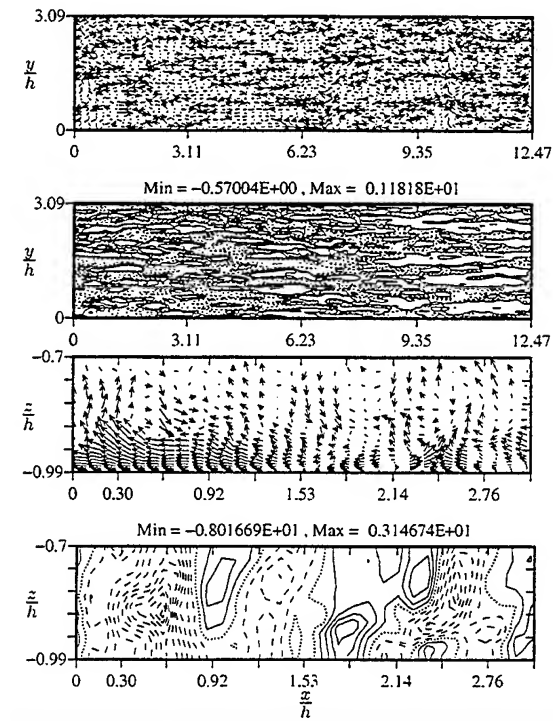 3.09
y
h
0
0 3.11 6.23 9.35 12.47
Min = −0.57004E+00 , Max = 0.11818E+01
3.09
y
h
0
0 3.11 6.23 9.35 12.47
−0.7
z
h
−0.99
0 0.30 0.92 1.53 2.14 2.76
Min = −0.801669E+01 , Max = 0.314674E+01
−0.7
z
h
−0.99
0 0.30 0.92 1.53 2.14 2.76
x
h